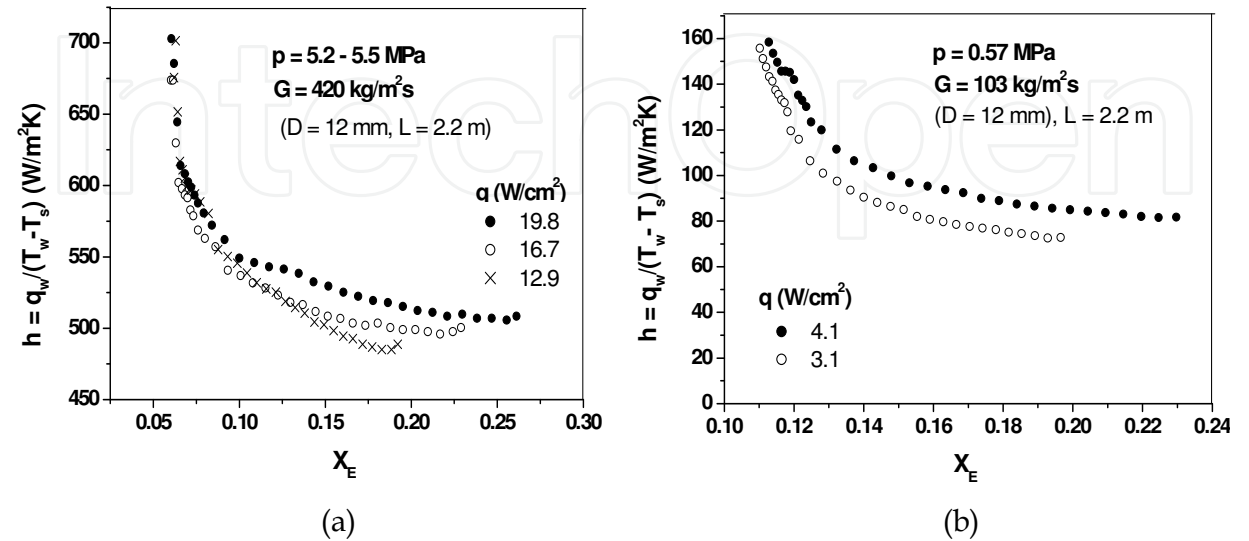 700
650
600
550
500
450
h = q_w/(T_w-T_s) (W/m²K)
p = 5.2 - 5.5 MPa
G = 420 kg/m²s
(D = 12 mm, L = 2.2 m)
q (W/cm²)
19.8
16.7
12.9
0.05 0.10 0.15 0.20 0.25 0.30
X_E
(a)
160
140
120
100
80
60
40
20
0
h = q_w/(T_w- T_s) (W/m²K)
p = 0.57 MPa
G = 103 kg/m²s
(D = 12 mm), L = 2.2 m
q (W/cm²)
4.1
3.1
0.10 0.12 0.14 0.16 0.18 0.20 0.22 0.24
X_E
(b)
IntechOpen